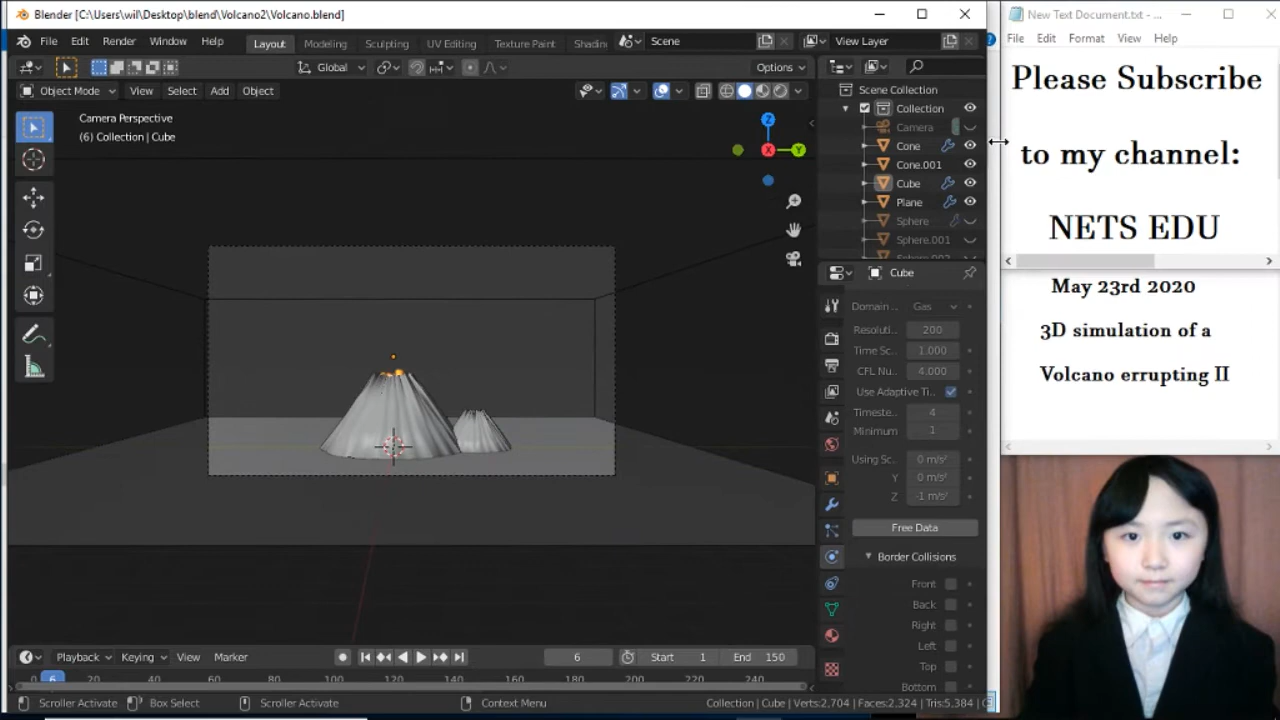 Blender [C:\Users\wil\Desktop\blend\Volcano2\Volcano.blend]
File Edit Render Window Help Layout Modeling Sculpting UV Editing Texture Paint Shadin Scene View Layer
Global Options
Object Mode View Select Add Object
Camera Perspective
(6) Collection | Cube
Z
X Y
Scene Collection
Collection
Camera
Cone
Cone.001
Cube
Plane
Sphere
Sphere.001
Sphere.002
Cube
Domain... Gas
Resoluti.. 200
Time Sc.. 1.000
CFL Nu.. 4.000
Use Adaptive Ti..
Timeste.. 4
Minimum 1
Using Sc.. 0 m/s²
Y 0 m/s²
Z -1 m/s²
Free Data
Border Collisions
Front
Back
Right
Left
Top
Bottom
Playback Keying View Marker 6 Start 1 End 150
0 6 20 40 60 80 100 120 140 160 180 200 220 240
Scroller Activate Box Select Scroller Activate Context Menu Collection | Cube | Verts:2,704 | Faces:2,324 | Tris:5,384 |
New Text Document.txt - ...
File Edit Format View Help
Please Subscribe
to my channel:
NETS EDU
May 23rd 2020
3D simulation of a
Volcano errupting II